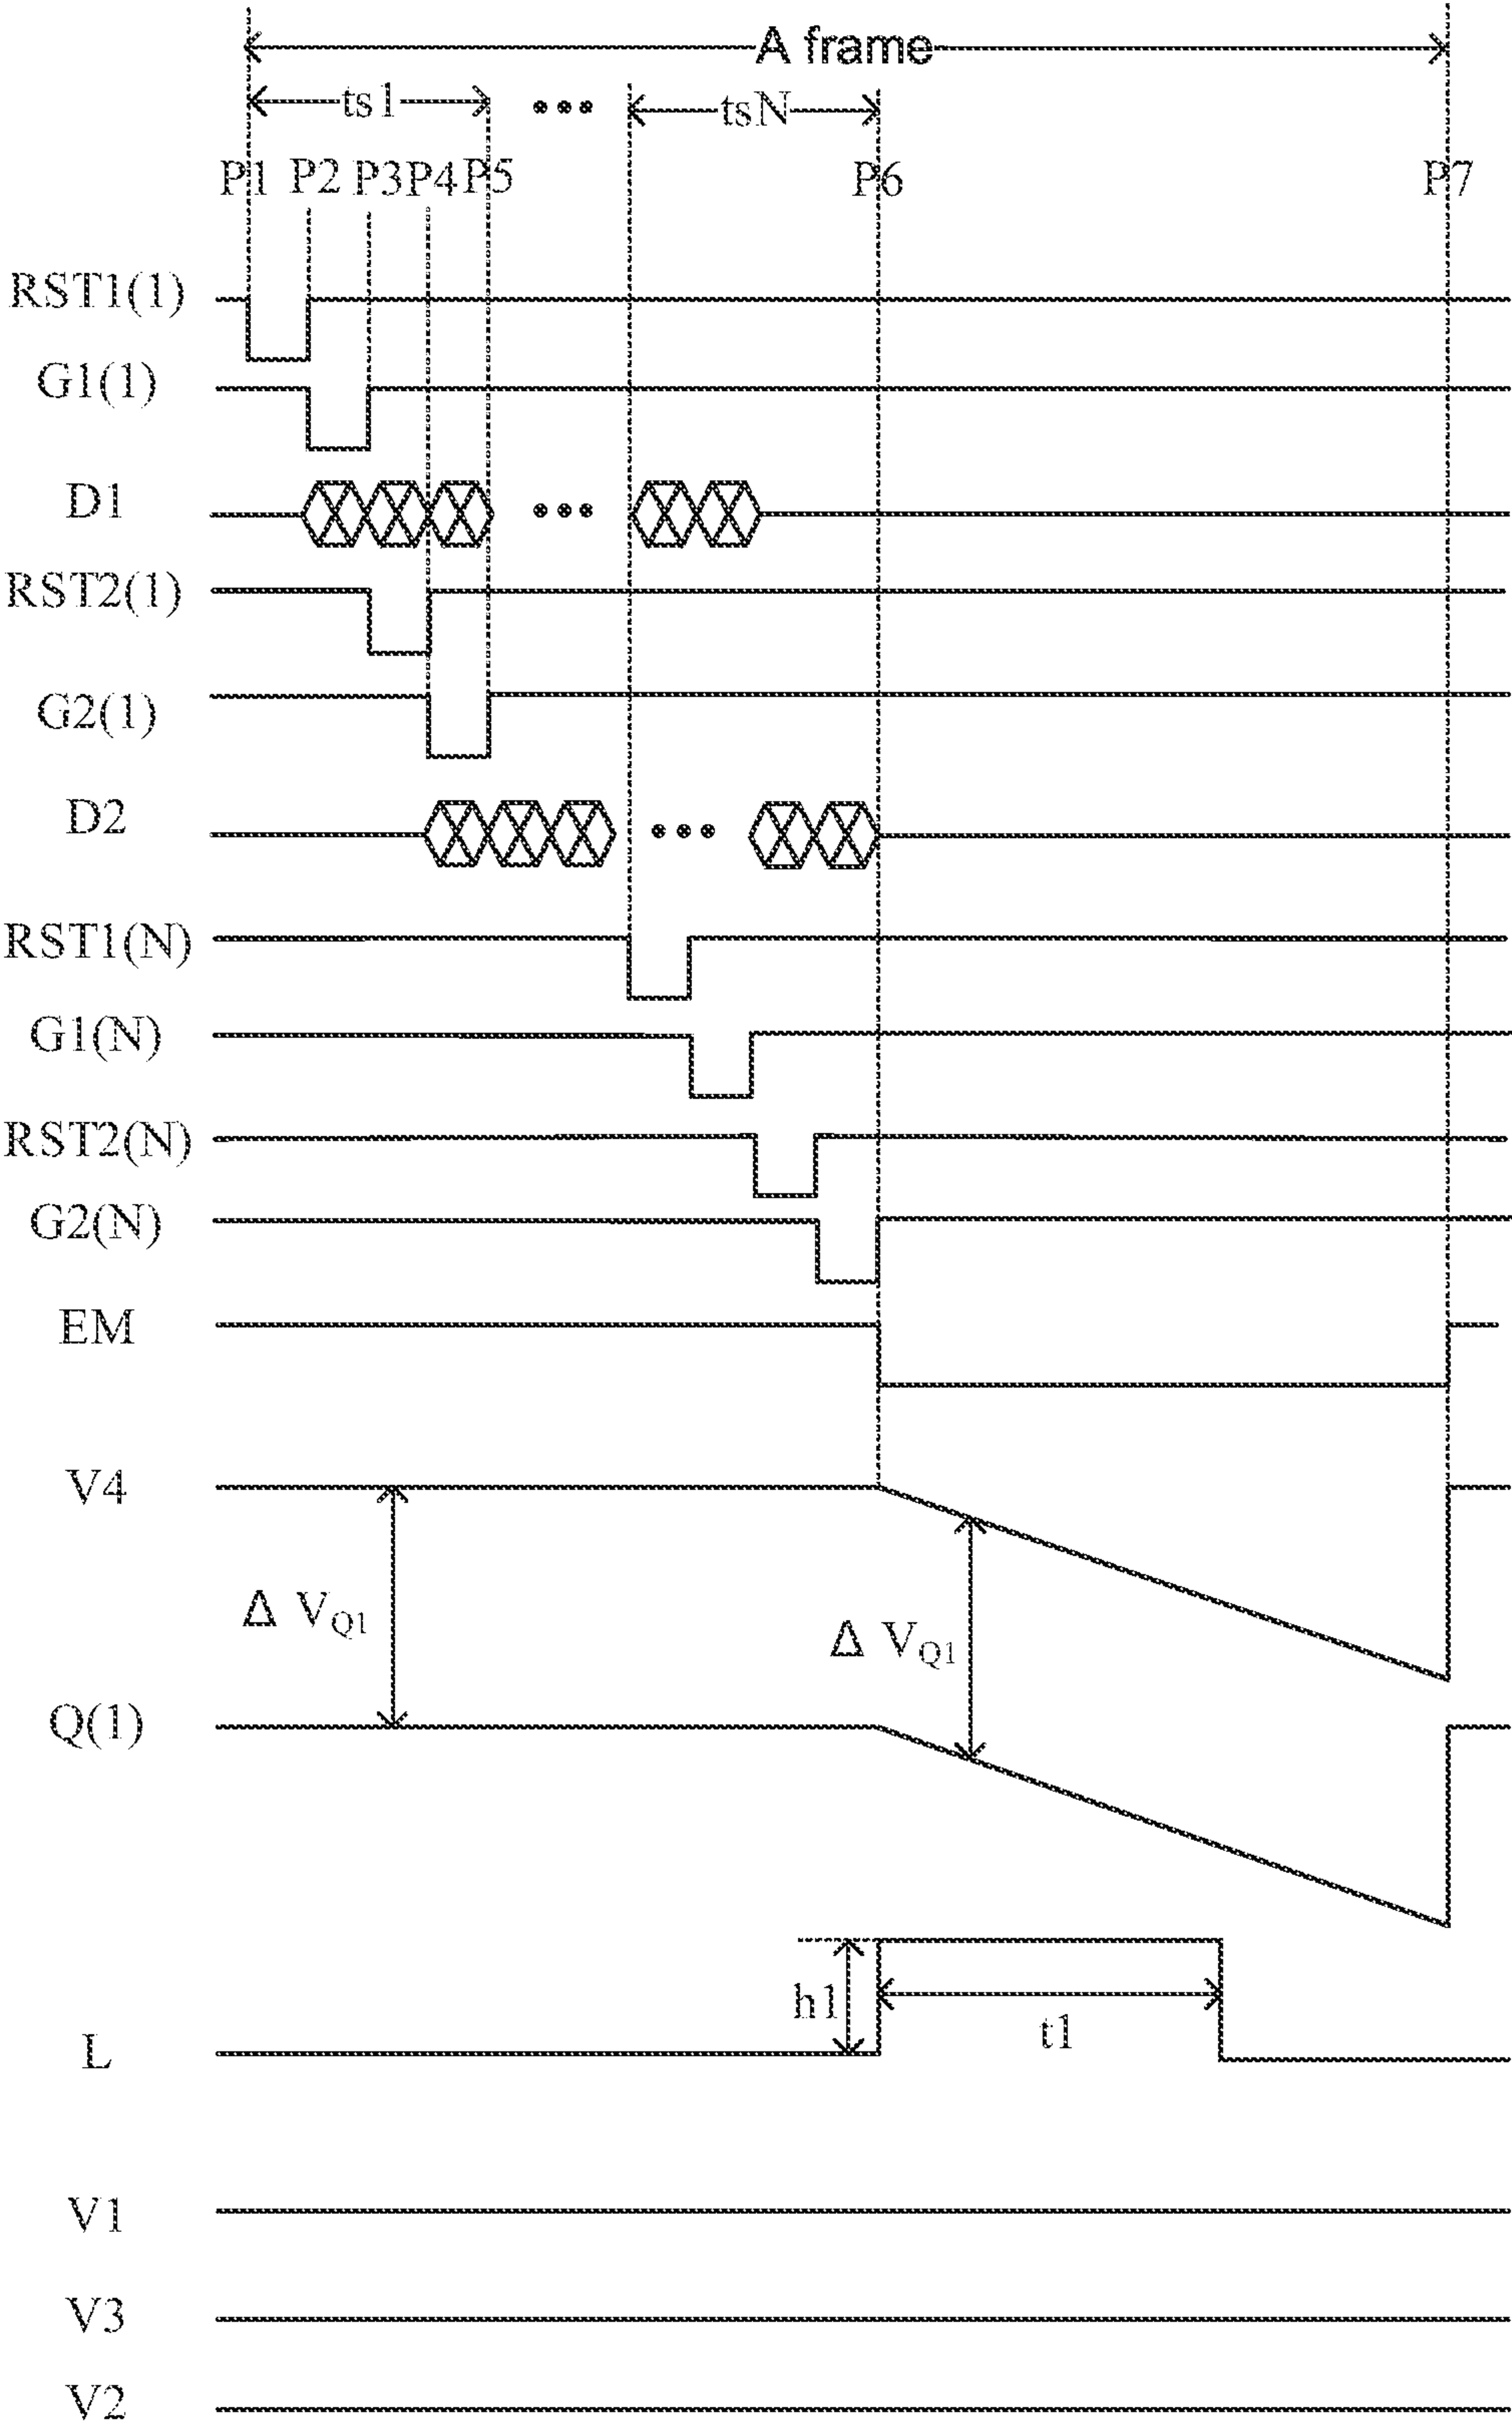 A frame
ts1 ••• tsN
P1 P2 P3 P4 P5 P6 P7
RST1(1)
G1(1)
D1 •••
RST2(1)
G2(1)
D2 •••
RST1(N)
G1(N)
RST2(N)
G2(N)
EM
V4
Δ VQ1
Δ VQ1
Q(1)
h1
t1
L
V1
V3
V2